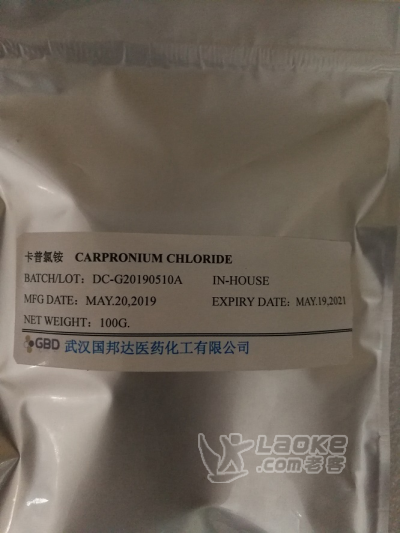 卡普氯铵 CARPRONIUM CHLORIDE
BATCH/LOT: DC-G20190510A IN-HOUSE
MFG DATE: MAY.20,2019 EXPIRY DATE: MAY.19,2021
NET WEIGHT: 100G.
GBD 武汉国邦达医药化工有限公司
LAOKE
.com老客